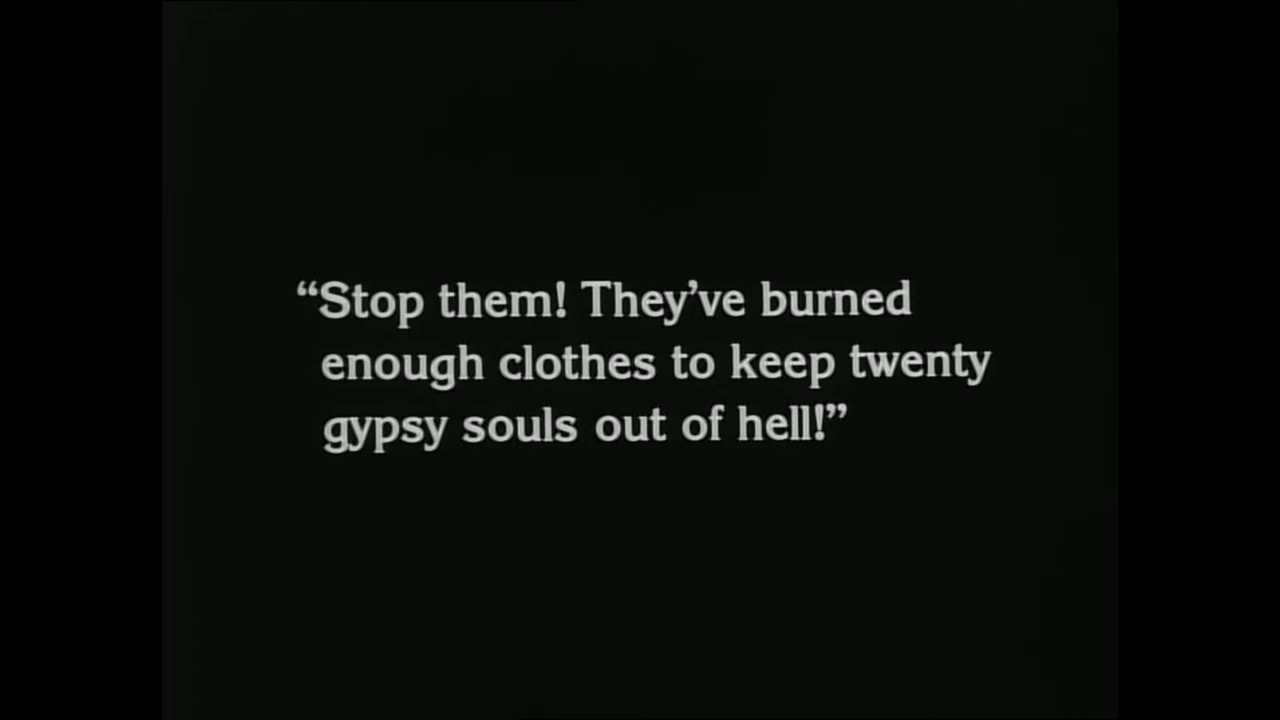 “Stop them! They’ve burned
enough clothes to keep twenty
gypsy souls out of hell!”